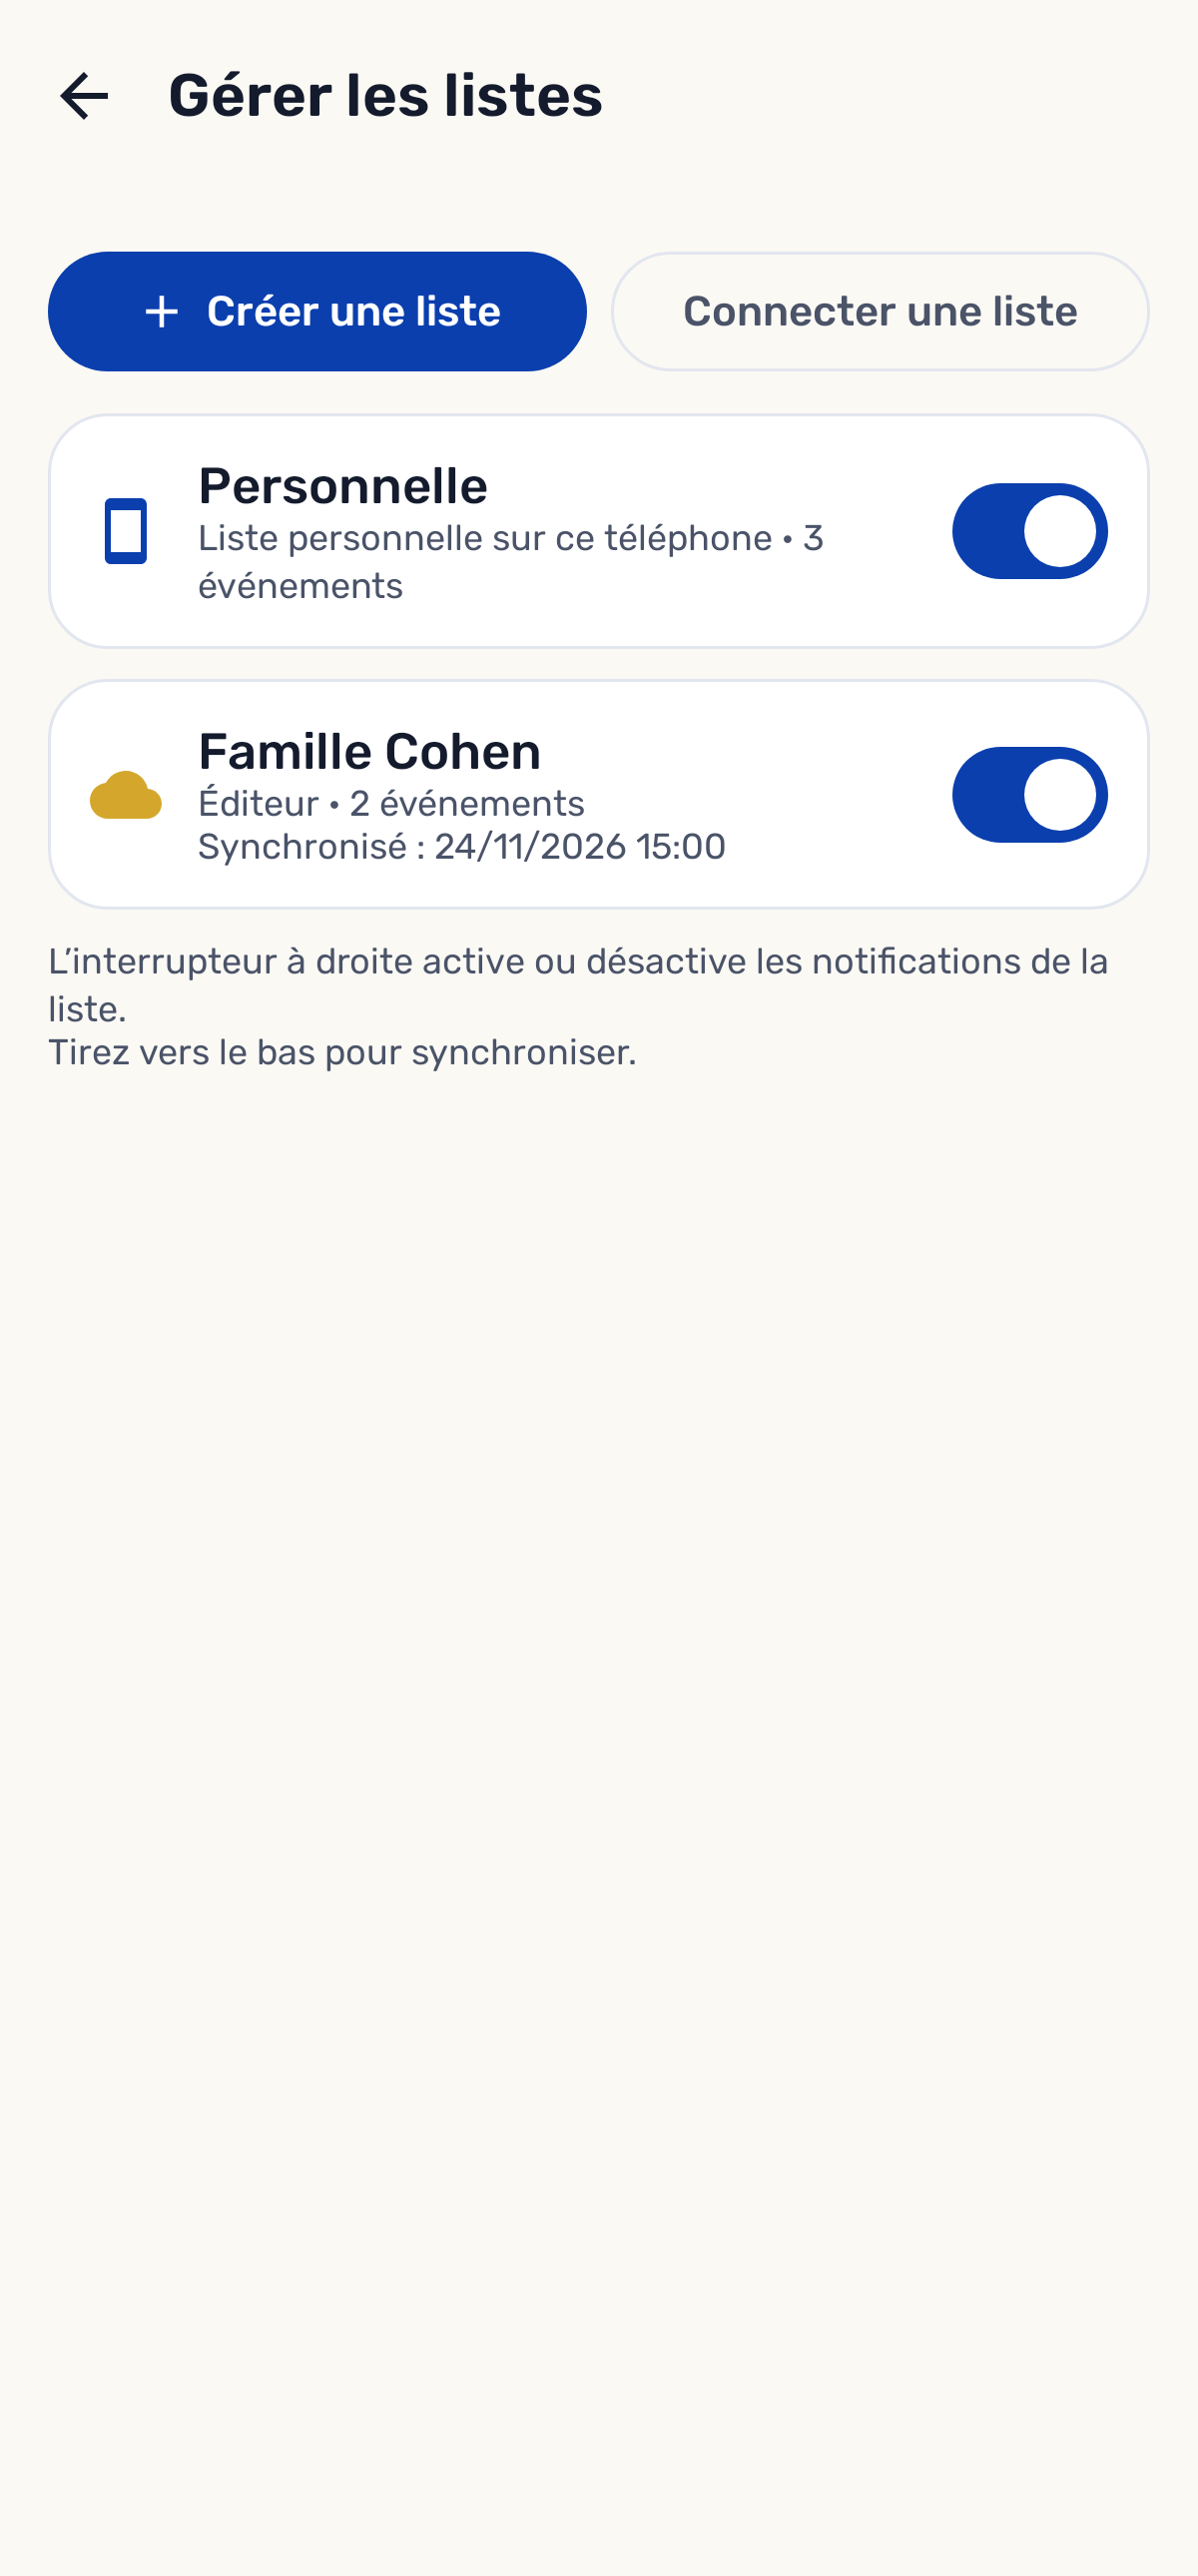 Gérer les listes
Créer une liste
Connecter une liste
Personnelle
Liste personnelle sur ce téléphone • 3
événements
Famille Cohen
Éditeur • 2 événements
Synchronisé : 24/11/2026 15:00
L’interrupteur à droite active ou désactive les notifications de la
liste.
Tirez vers le bas pour synchroniser.